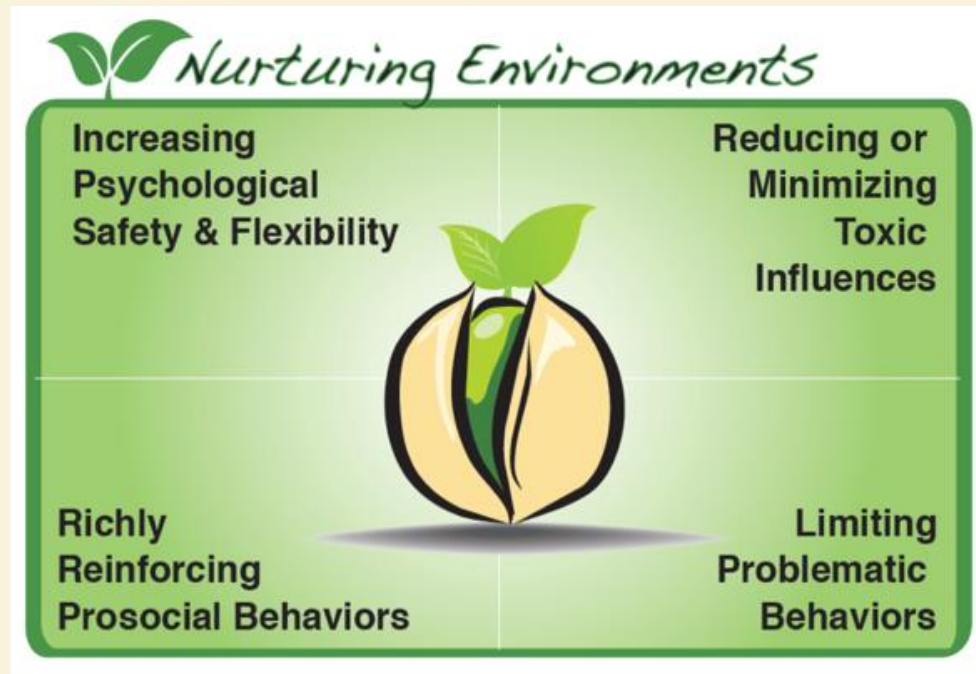 Nurturing Environments
Increasing
Psychological
Safety & Flexibility
Reducing or
Minimizing
Toxic
Influences
Richly
Reinforcing
Prosocial Behaviors
Limiting
Problematic
Behaviors